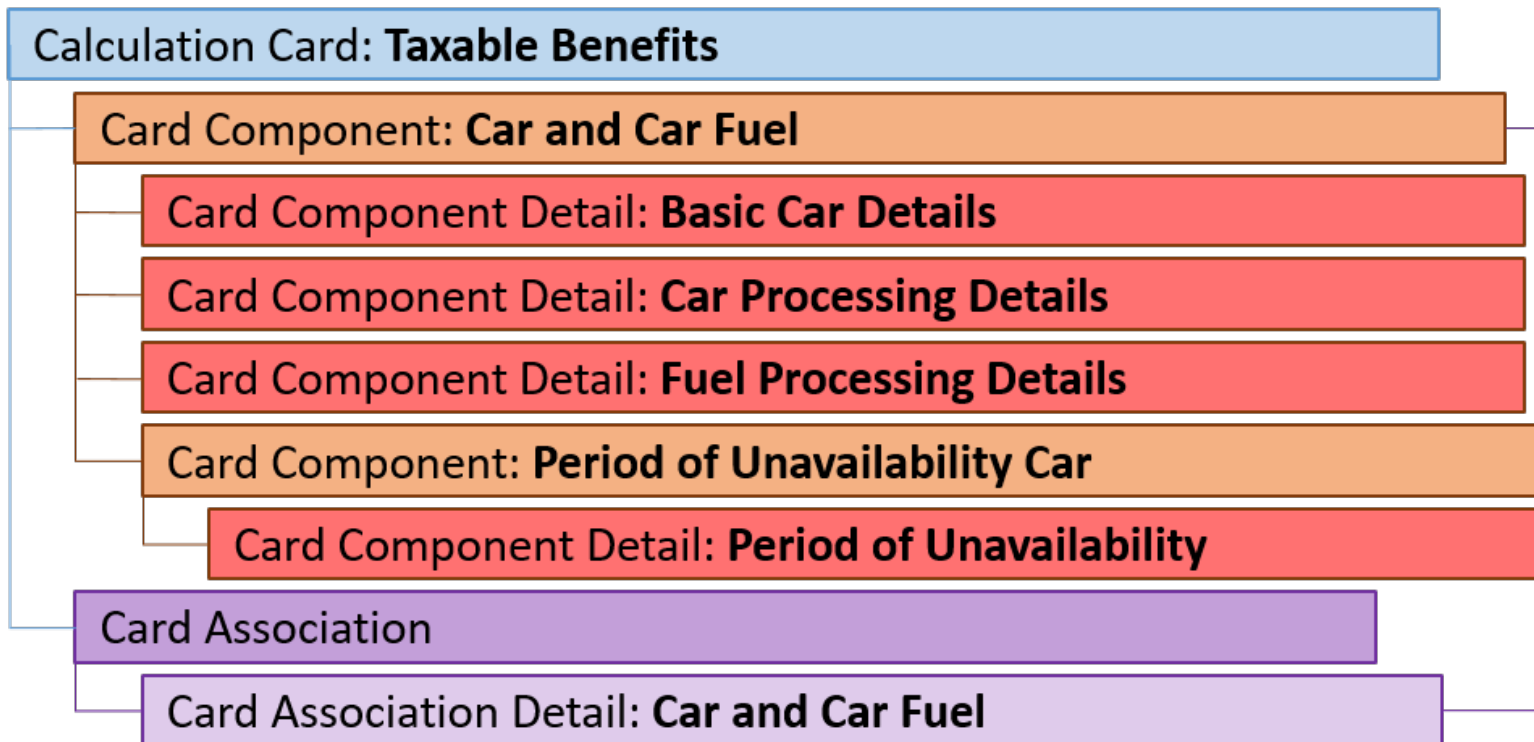 Calculation Card: Taxable Benefits
Card Component: Car and Car Fuel
Card Component Detail: Basic Car Details
Card Component Detail: Car Processing Details
Card Component Detail: Fuel Processing Details
Card Component: Period of Unavailability Car
Card Component Detail: Period of Unavailability
Card Association
Card Association Detail: Car and Car Fuel